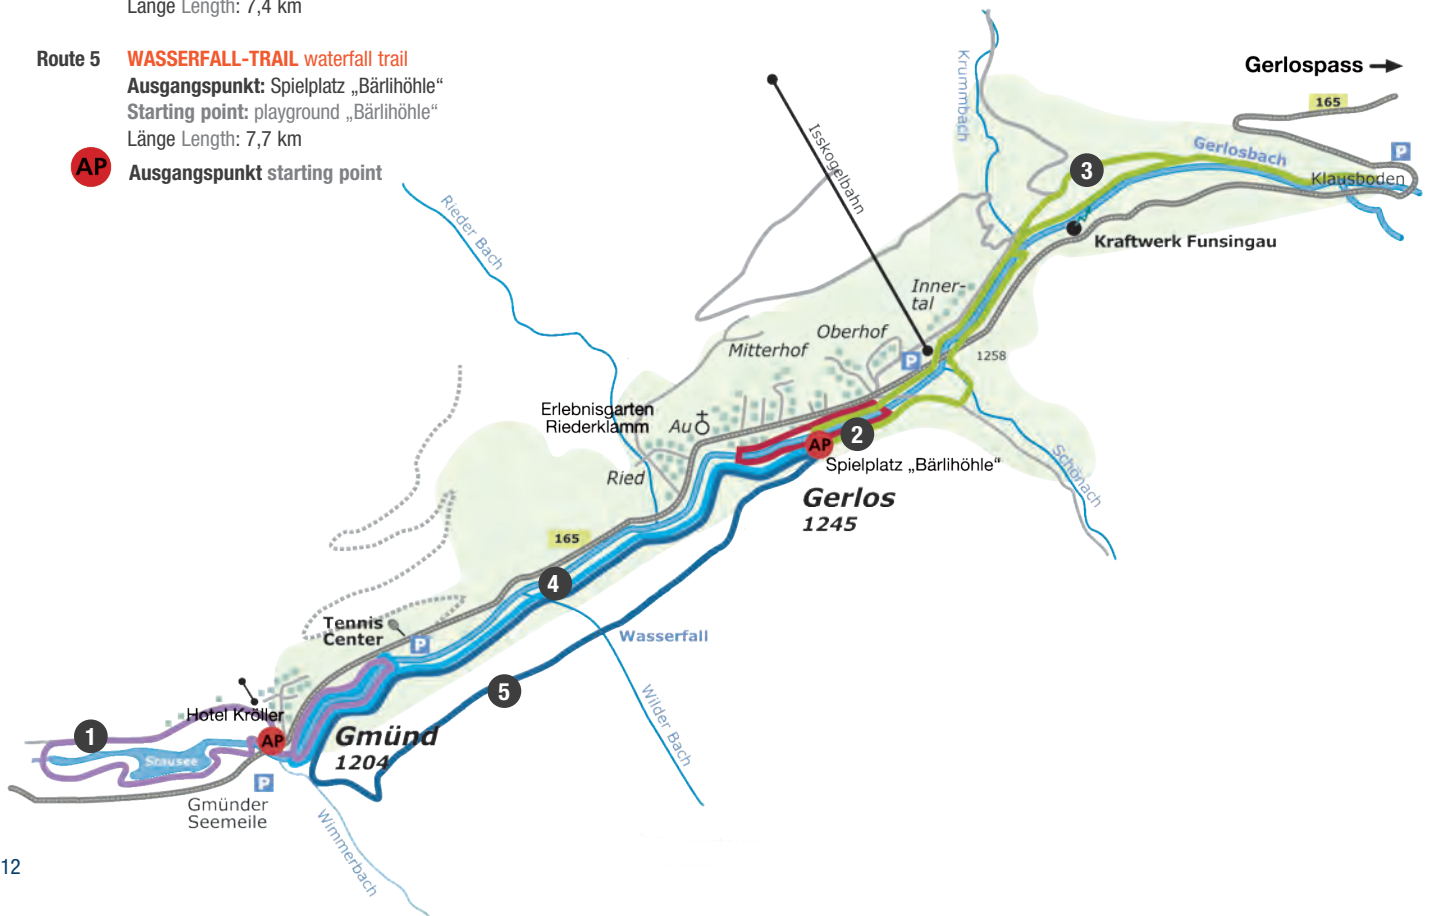 Länge Length: 7,4 km
Route 5 WASSERFALL-TRAIL waterfall trail
Ausgangspunkt: Spielplatz „Bärlihöhle“
Starting point: playground „Bärlihöhle“
Länge Length: 7,7 km
AP Ausgangspunkt starting point
Gerlospass
165
P
Krummbach
Gerlosbach
3
Klausboden
Isskogelbahn
Kraftwerk Funsingau
Rieder Bach
Inner-
tal
Oberhof
Mitterhof
P
1258
Erlebnisgarten
Riederklamm
Au
AP
2
Spielplatz „Bärlihöhle“
Ried
Schönach
Gerlos
1245
165
4
Tennis
Center
P
Wasserfall
5
Wilder Bach
Hotel Kröller
1
AP
Gmünd
1204
Stausee
P
Gmünder
Seemeile
Wimmerbach
12